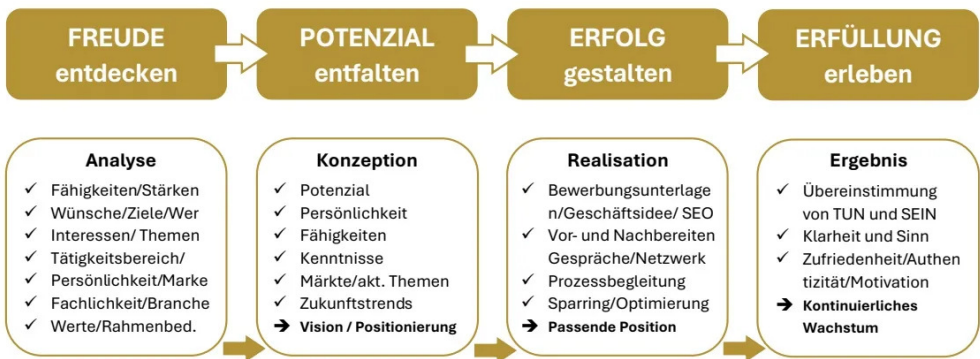 FREUDE
entdecken
POTENZIAL
entfalten
ERFOLG
gestalten
ERFÜLLUNG
erleben
Analyse
✓ Fähigkeiten/Stärken
✓ Wünsche/Ziele/Wer
✓ Interessen/ Themen
✓ Tätigkeitsbereich/
✓ Persönlichkeit/Marke
✓ Fachlichkeit/Branche
✓ Werte/Rahmenbed.
Konzeption
✓ Potenzial
✓ Persönlichkeit
✓ Fähigkeiten
✓ Kenntnisse
✓ Märkte/akt. Themen
✓ Zukunftstrends
➔ Vision / Positionierung
Realisation
✓ Bewerbungsunterlage
n/Geschäftsidee/ SEO
✓ Vor- und Nachbereiten
Gespräche/Netzwerk
✓ Prozessbegleitung
✓ Sparring/Optimierung
➔ Passende Position
Ergebnis
✓ Übereinstimmung
von TUN und SEIN
✓ Klarheit und Sinn
✓ Zufriedenheit/Authen
tizität/Motivation
➔ Kontinuierliches
Wachstum